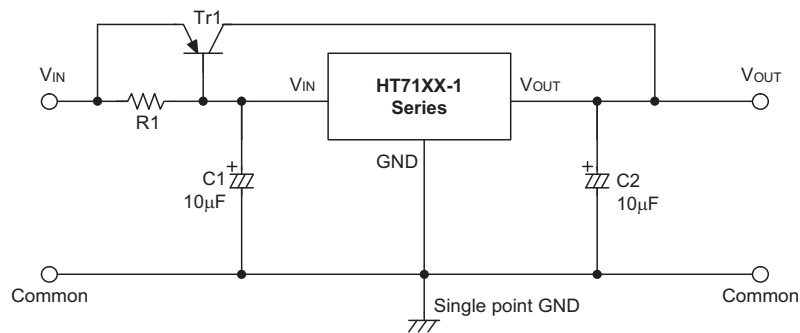 Tr1
VIN
R1
VIN
HT71XX-1
Series
VOUT
VOUT
GND
+
C1
10μF
+
C2
10μF
Common
Single point GND
Common